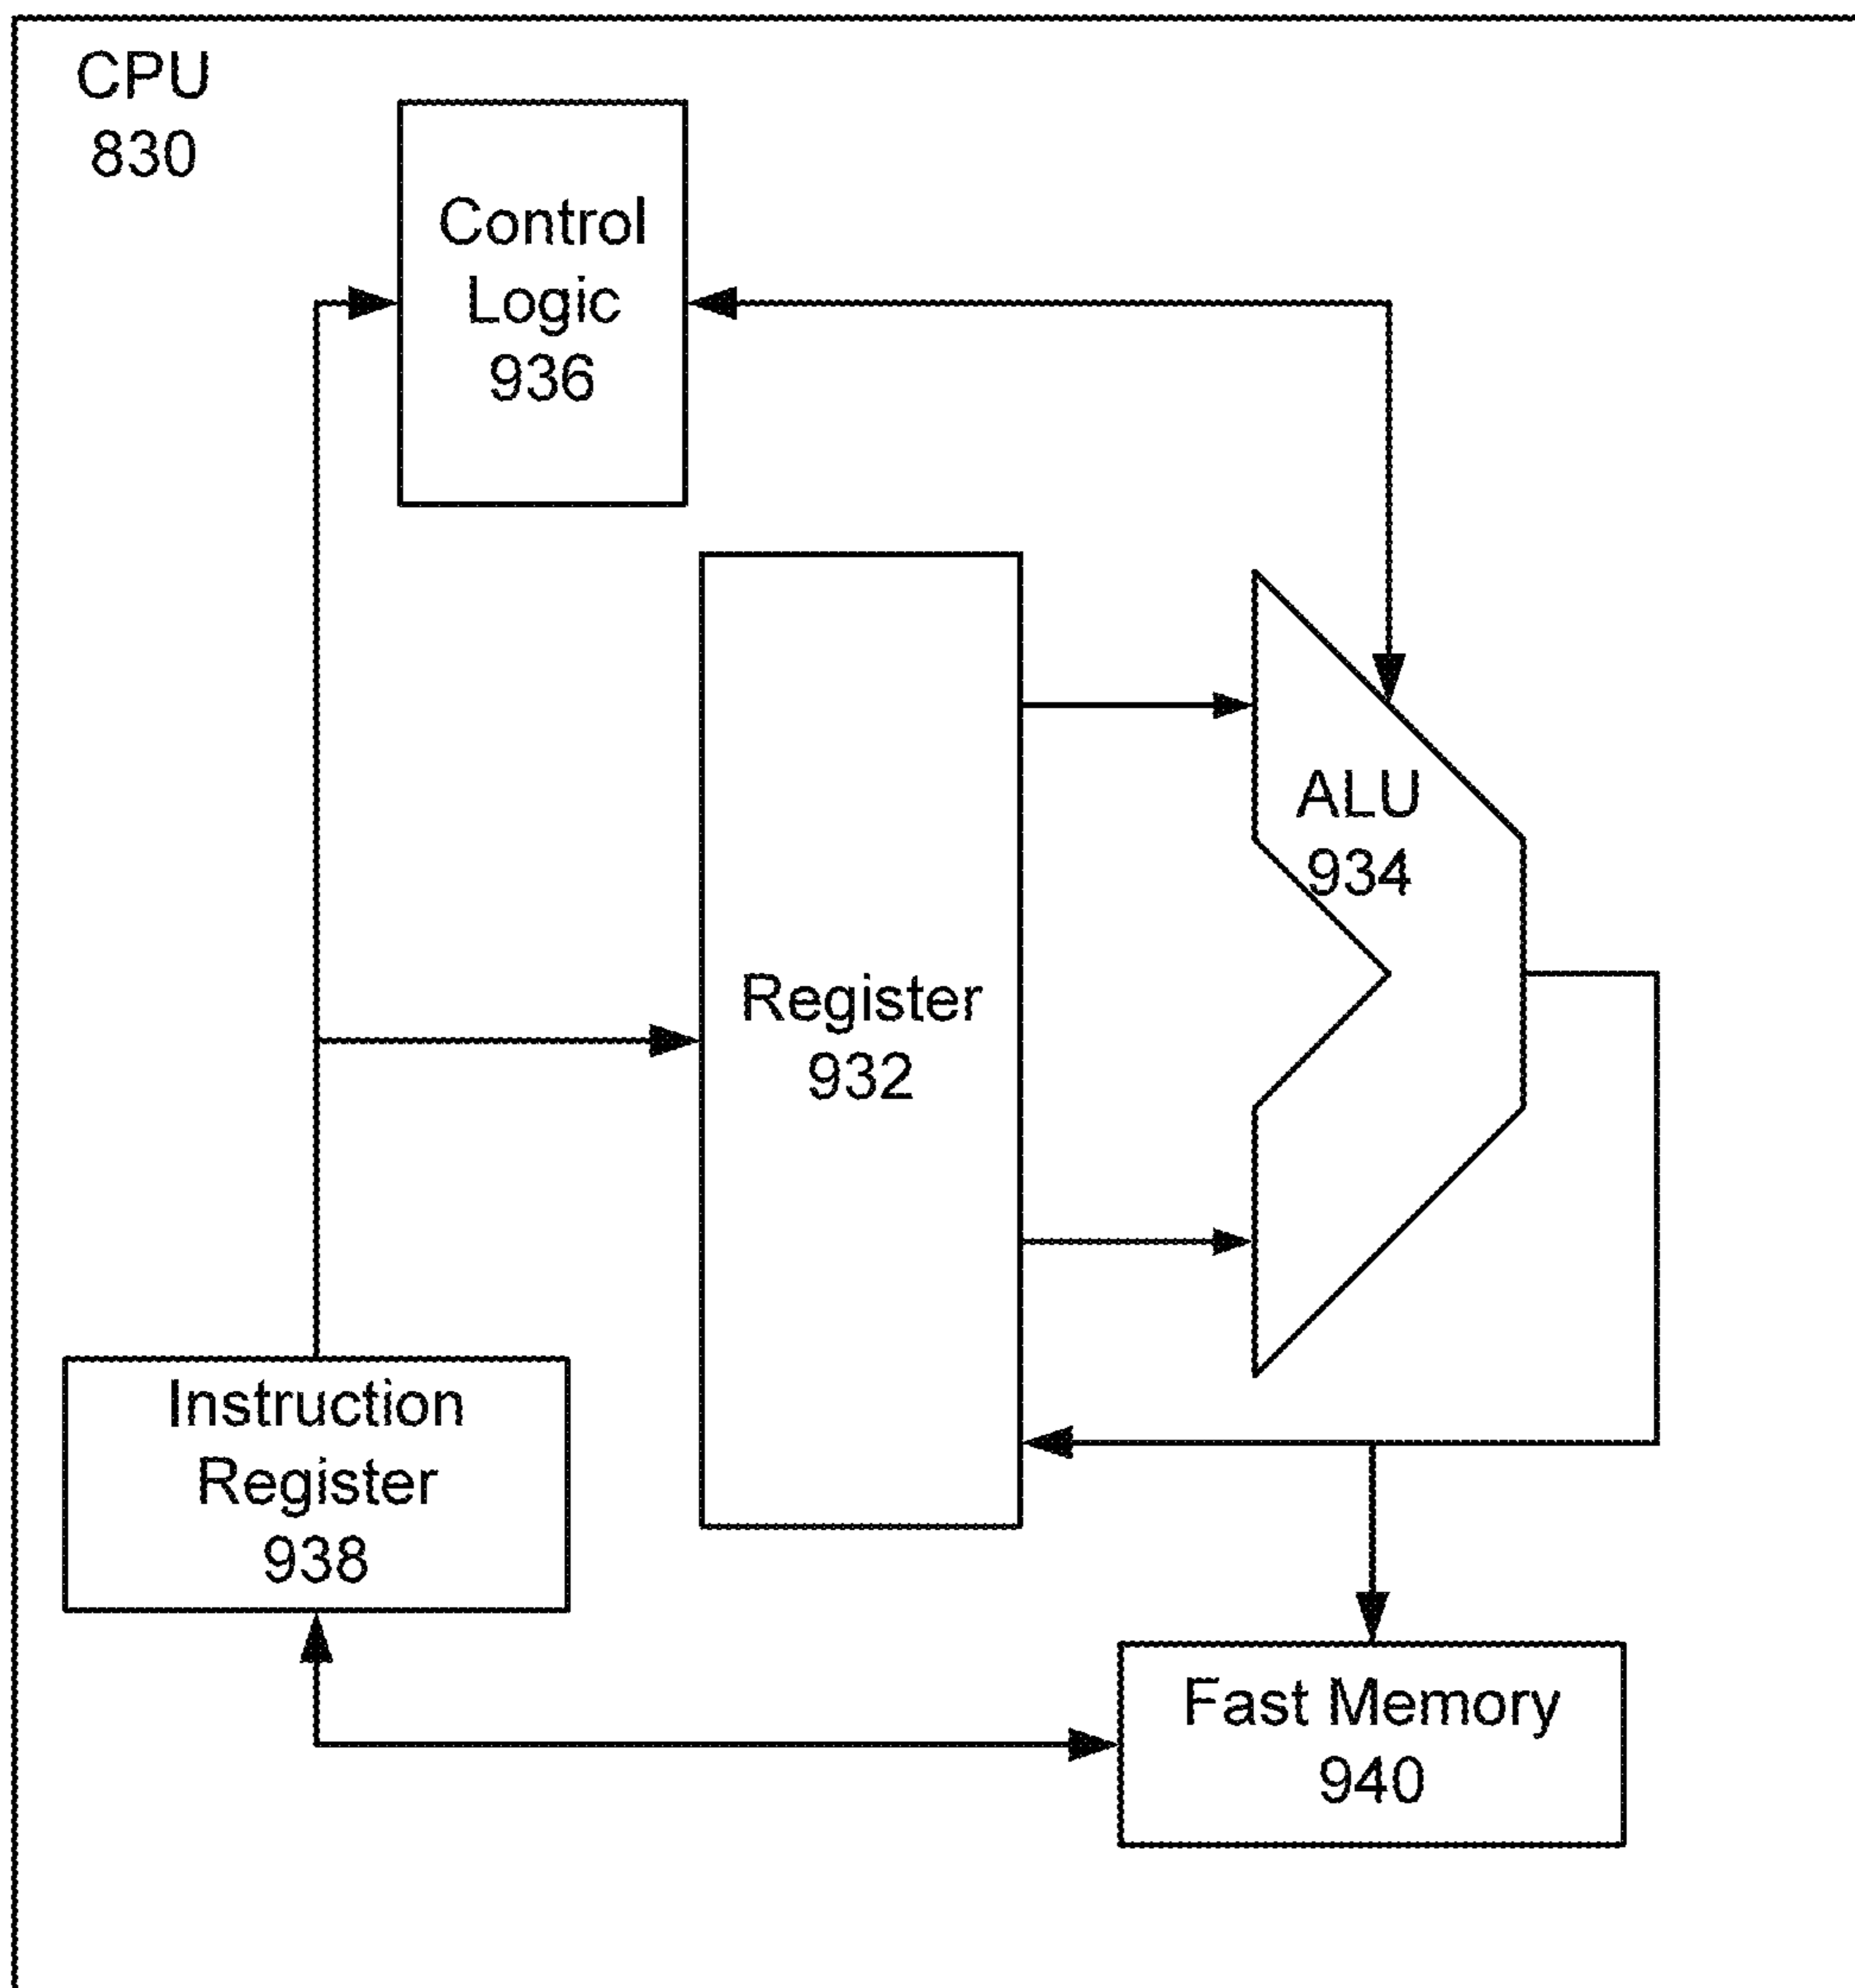 CPU
830
Control
Logic
936
ALU
934
Register
932
Instruction
Register
938
Fast Memory
940